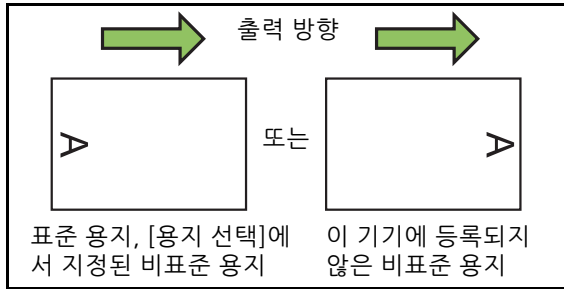 출력 방향
A
또는
A
표준 용지, [용지 선택]에
서 지정된 비표준 용지
이 기기에 등록되지
않은 비표준 용지